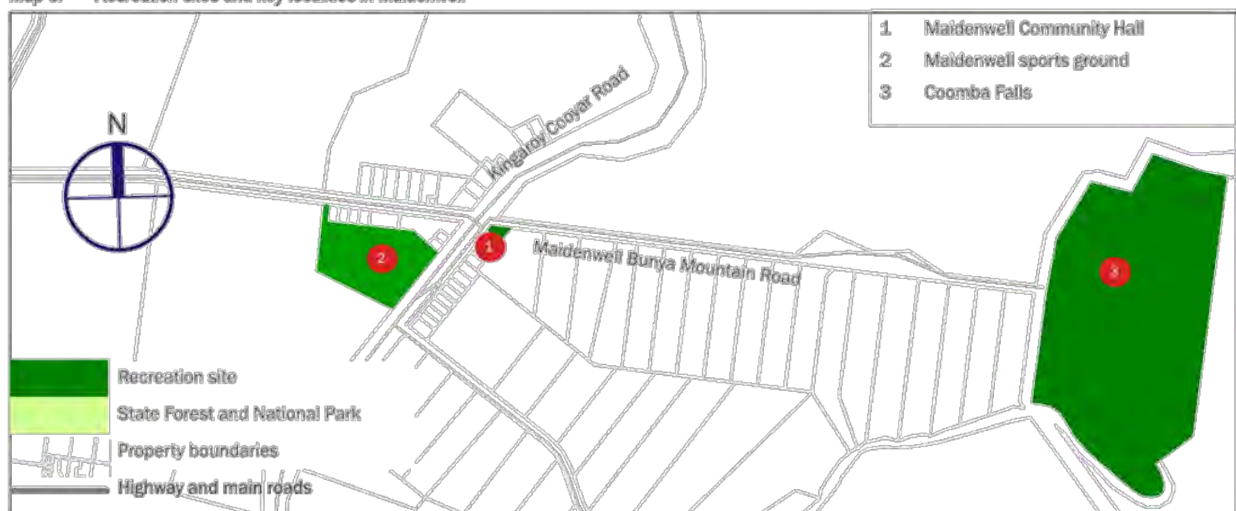 1 Maidenwell Community Hall
2 Maidenwell sports ground
3 Coomba Falls
N
Kingaroy Cooyar Road
1
2
Maidenwell Bunya Mountain Road
3
Recreation site
State Forest and National Park
Property boundaries
Highway and main roads